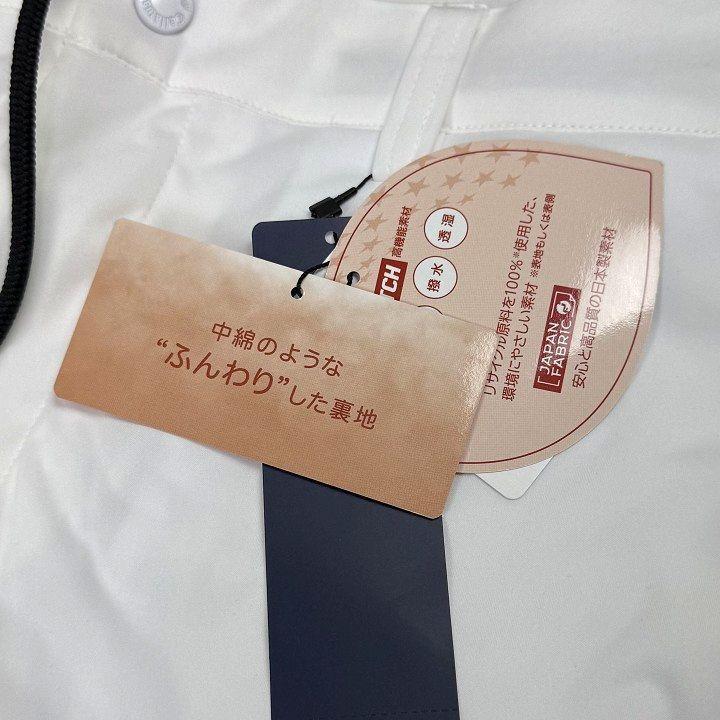 Callaway
中綿のような
“ふんわり”した裏地
TCH 高機能素材
撥水
透湿
リサイクル原料を100%※使用した、
環境にやさしい素材 ※表地もしくは表側
JAPAN
FABRIC
安心と高品質の日本製素材